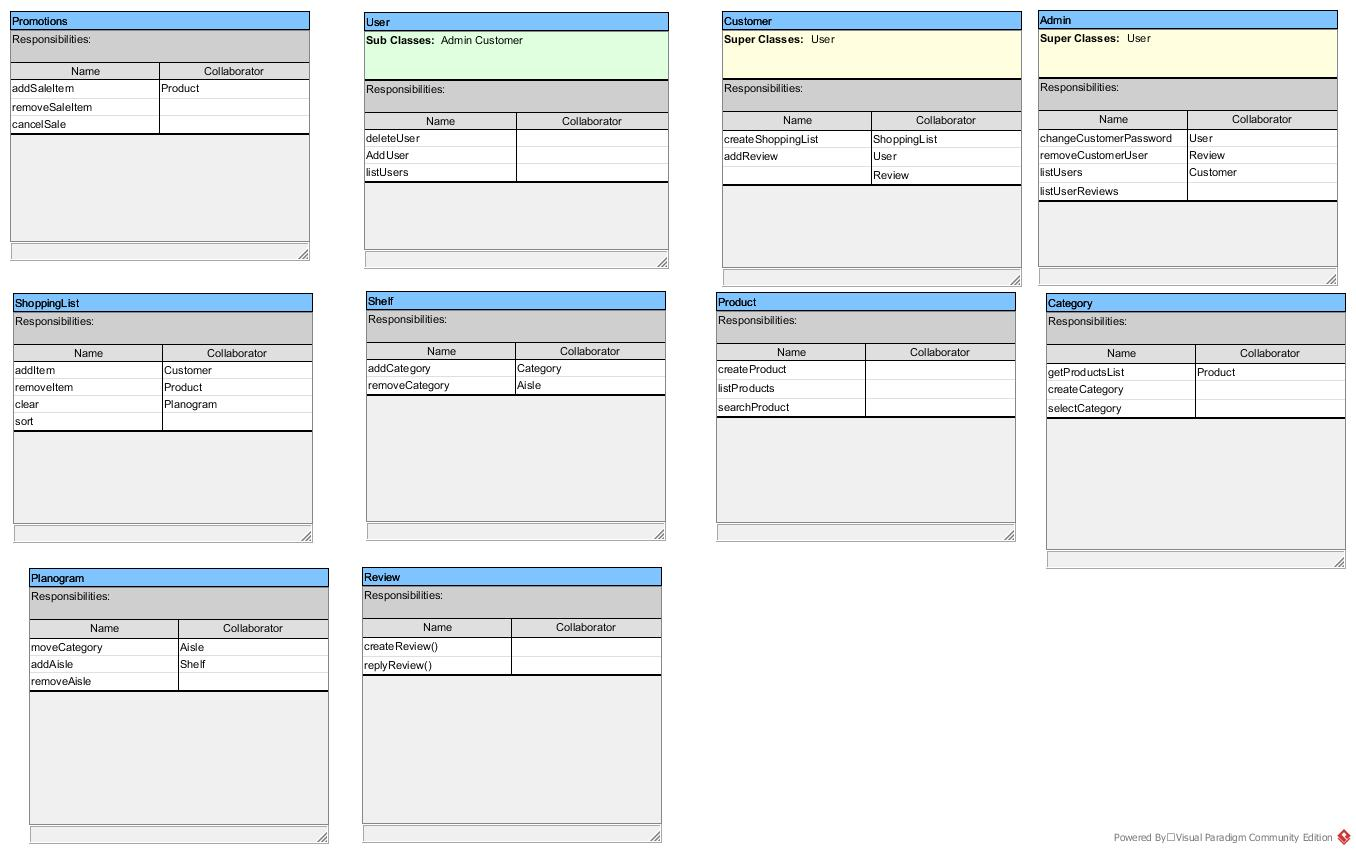 Promotions
Responsibilities:
Name Collaborator
addSaleItem Product
removeSaleItem
cancelSale
User
Sub Classes: Admin Customer
Responsibilities:
Name Collaborator
deleteUser
AddUser
listUsers
Customer
Super Classes: User
Responsibilities:
Name Collaborator
createShoppingList ShoppingList
addReview User
Review
Admin
Super Classes: User
Responsibilities:
Name Collaborator
changeCustomerPassword User
removeCustomerUser Review
listUsers Customer
listUserReviews
ShoppingList
Responsibilities:
Name Collaborator
addItem Customer
removeItem Product
clear Planogram
sort
Shelf
Responsibilities:
Name Collaborator
addCategory Category
removeCategory Aisle
Product
Responsibilities:
Name Collaborator
createProduct
listProducts
searchProduct
Category
Responsibilities:
Name Collaborator
getProductsList Product
createCategory
selectCategory
Planogram
Responsibilities:
Name Collaborator
moveCategory Aisle
addAisle Shelf
removeAisle
Review
Responsibilities:
Name Collaborator
createReview()
replyReview()
Powered By□Visual Paradigm Community Edition